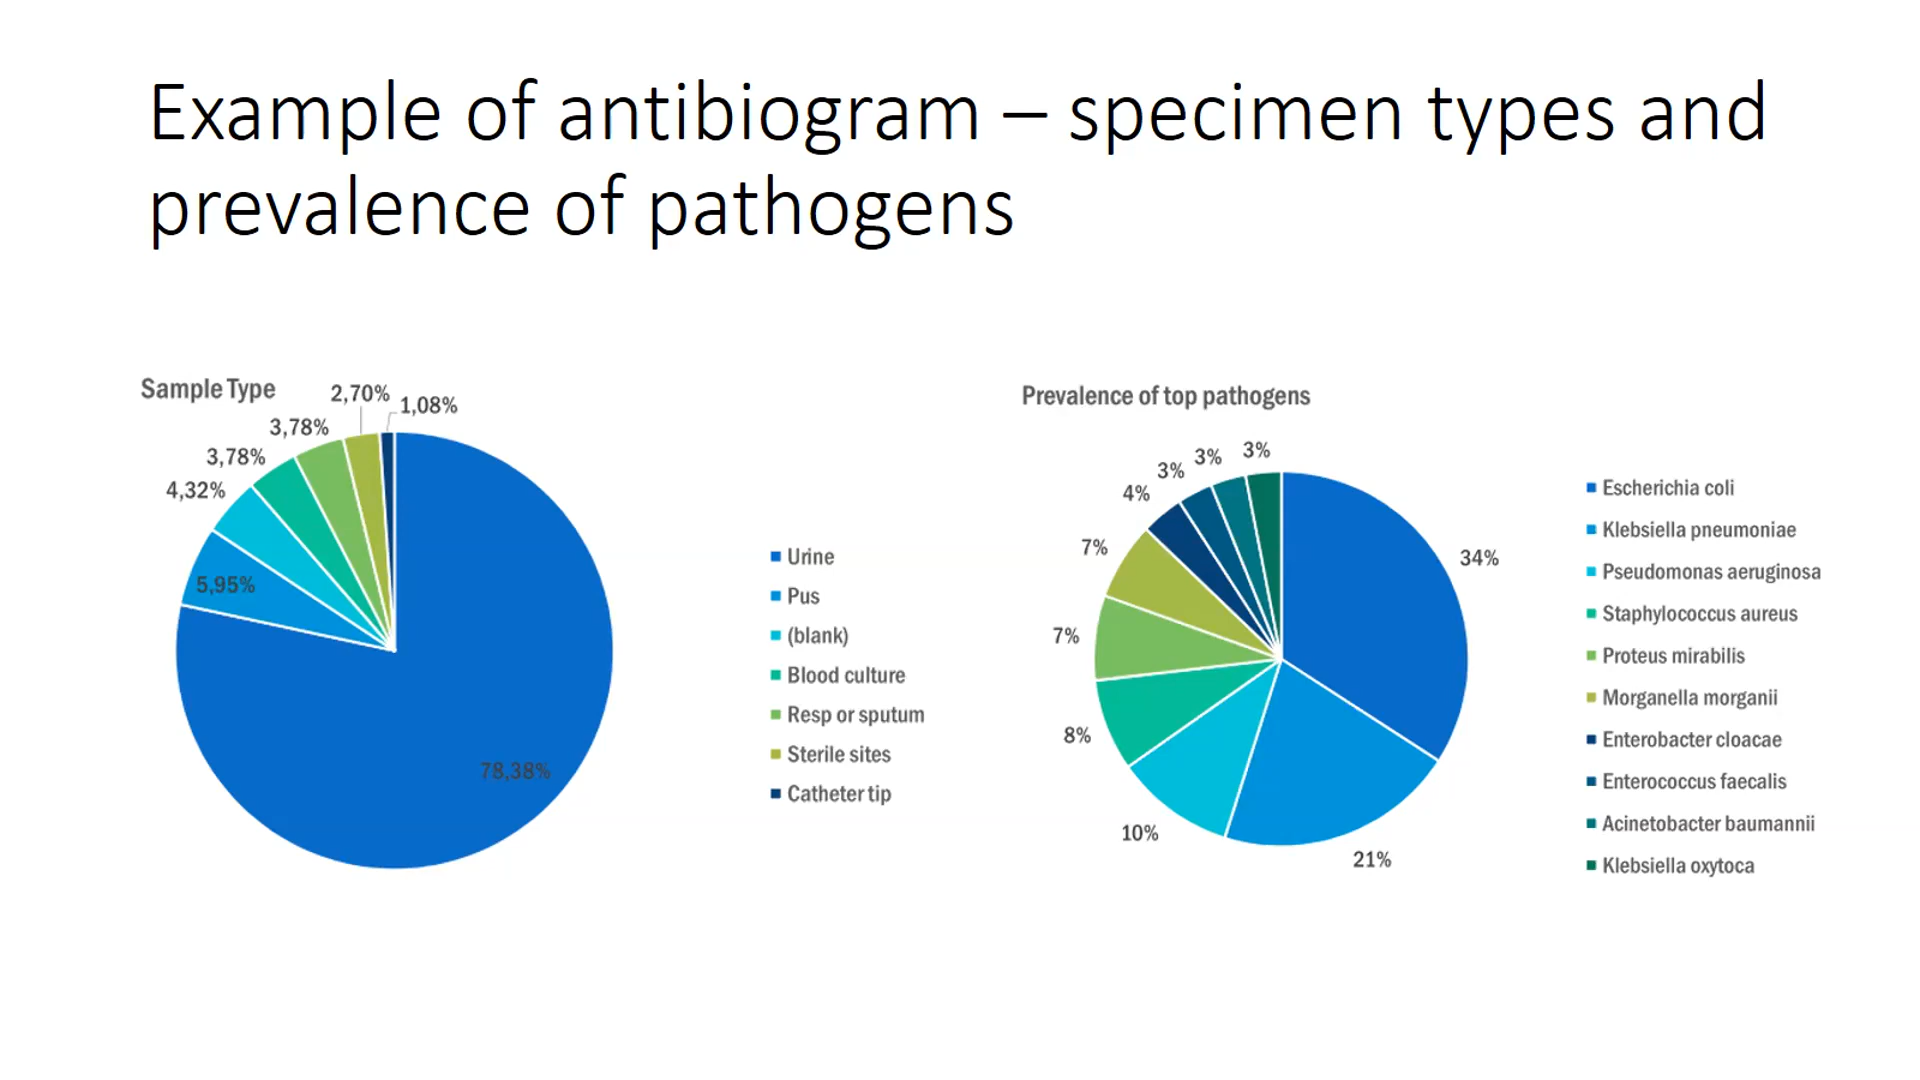 Example of antibiogram – specimen types and
prevalence of pathogens
Sample Type
2,70%
1,08%
3,78%
3,78%
4,32%
5,95%
78,38%
Urine
Pus
(blank)
Blood culture
Resp or sputum
Sterile sites
Catheter tip
Prevalence of top pathogens
3%
3%
3%
4%
7%
7%
8%
10%
21%
34%
Escherichia coli
Klebsiella pneumoniae
Pseudomonas aeruginosa
Staphylococcus aureus
Proteus mirabilis
Morganella morganii
Enterobacter cloacae
Enterococcus faecalis
Acinetobacter baumannii
Klebsiella oxytoca